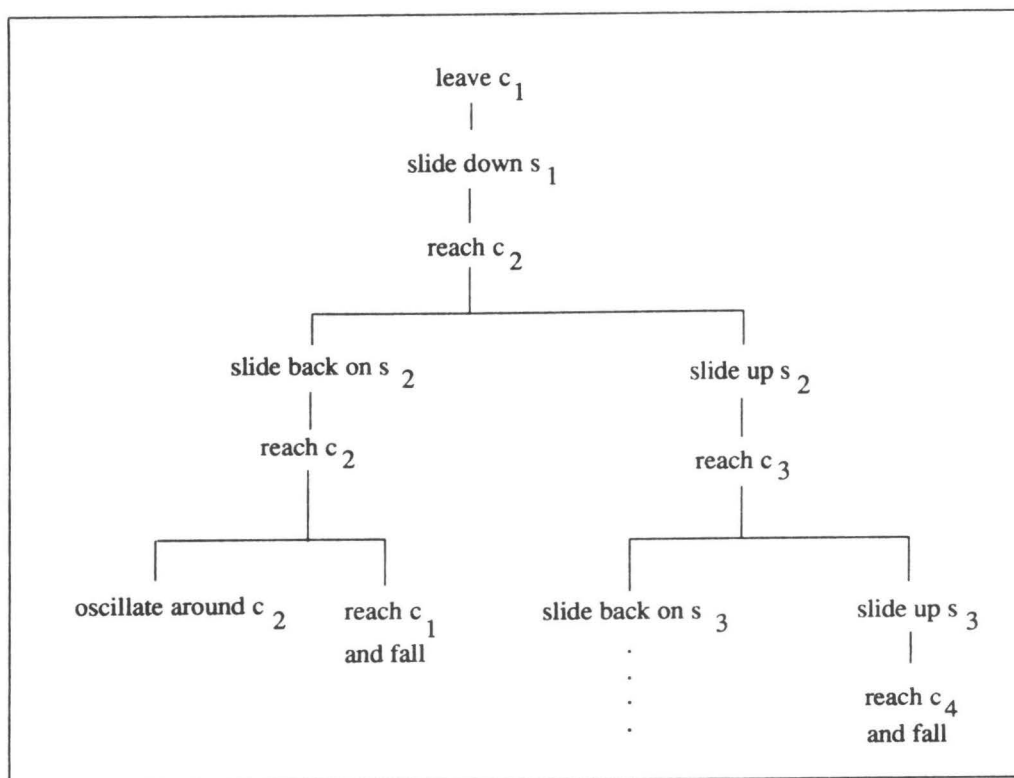 leave c1
slide down s1
reach c2
slide back on s2
slide up s2
reach c2
reach c3
oscillate around c2
reach c1
and fall
slide back on s3
slide up s3
reach c4
and fall